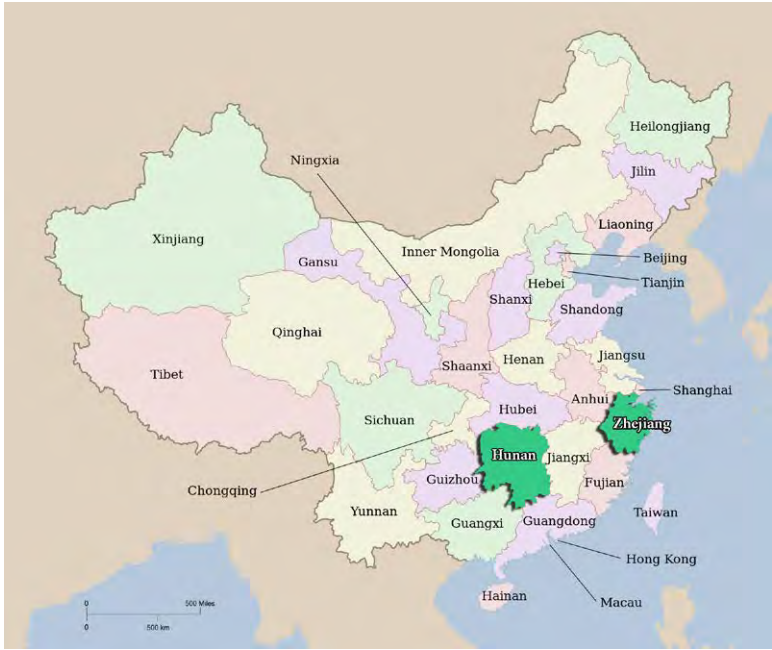 Heilongjiang
Ningxia
Jilin
Liaoning
Xinjiang
Inner Mongolia
Beijing
Gansu
Hebei
Tianjin
Shanxi
Shandong
Qinghai
Henan
Jiangsu
Shaanxi
Tibet
Shanghai
Anhui
Hubei
Sichuan
Zhejiang
Hunan
Jiangxi
Guizhou
Fujian
Chongqing
Yunnan
Taiwan
Guangxi
Guangdong
Hong Kong
Hainan
Macau
0 500 Miles
0 500 km